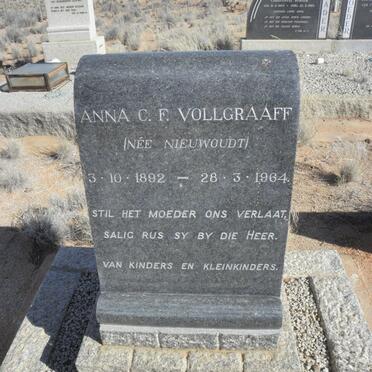 ANNA C. F. VOLLGRAAFF
(NÉE NIEUWOUDT)
3·10·1892 — 28·3·1964.
STIL HET MOEDER ONS VERLAAT,
SALIG RUS SY BY DIE HEER.
VAN KINDERS EN KLEINKINDERS.